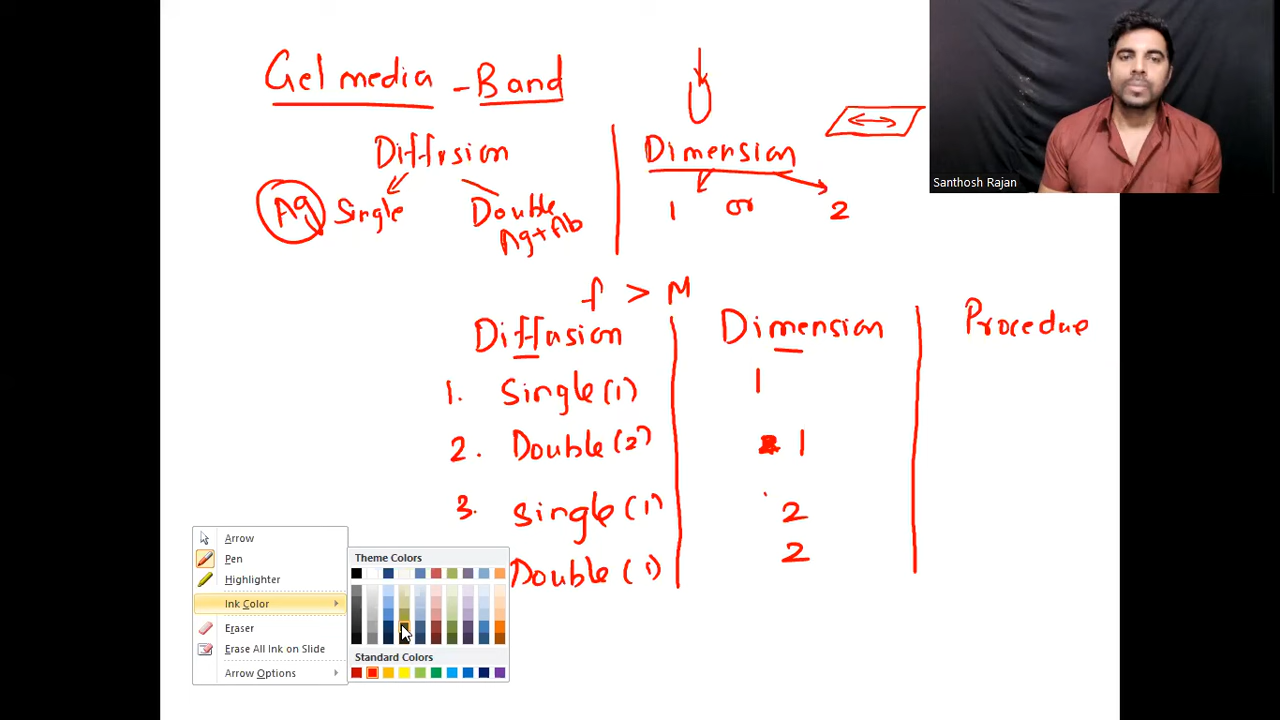 Gel media - Band
Diffusion
Dimension
Ag Single
Double
Ag+Ab
1 or 2
f > M
Diffusion Dimension Procedue
1. Single (1) 1
2. Double (2) 1
3. Single (1) 2
Double (1) 2
Santhosh Rajan
Arrow
Pen
Highlighter
Ink Color
Eraser
Erase All Ink on Slide
Arrow Options
Theme Colors
Standard Colors